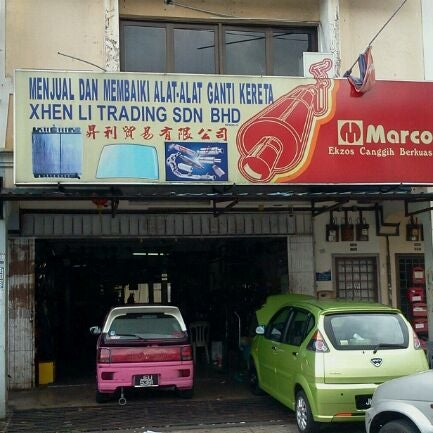 MENJUAL DAN MEMBAIKI ALAT-ALAT GANTI KERETA
XHEN LI TRADING SDN BHD
昇利貿易有限公司
Marco
Ekzos Canggih Berkuas